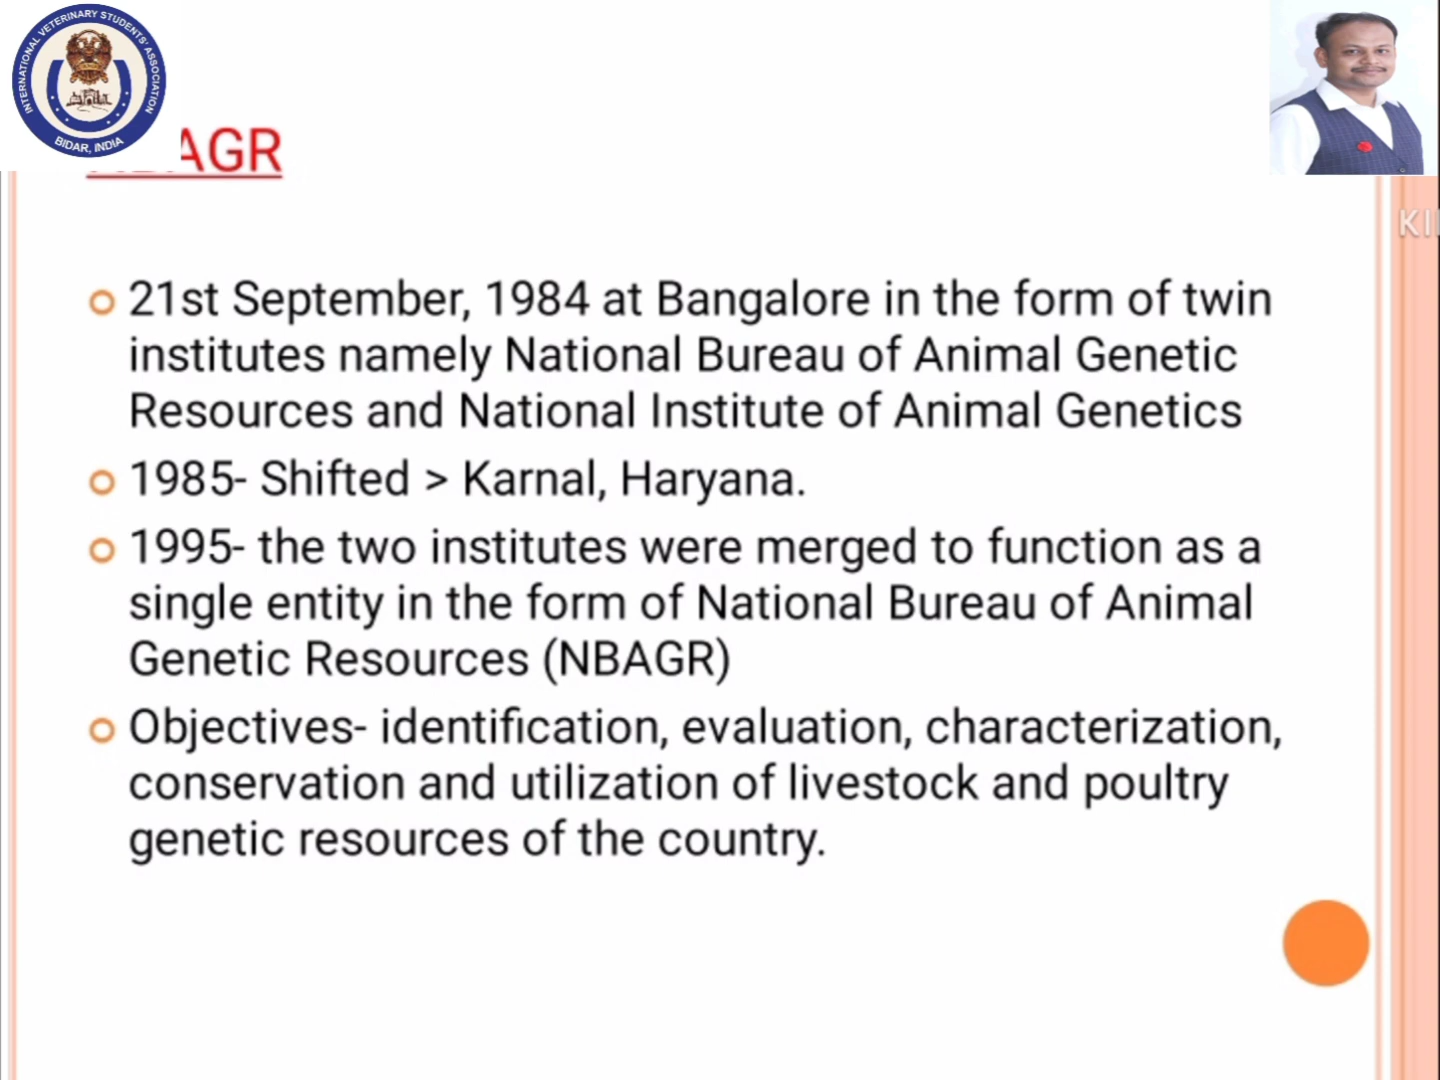 INTERNATIONAL VETERINARY STUDENTS' ASSOCIATION
BIDAR, INDIA
AGR
KI
21st September, 1984 at Bangalore in the form of twin
institutes namely National Bureau of Animal Genetic
Resources and National Institute of Animal Genetics
1985- Shifted > Karnal, Haryana.
1995- the two institutes were merged to function as a
single entity in the form of National Bureau of Animal
Genetic Resources (NBAGR)
Objectives- identification, evaluation, characterization,
conservation and utilization of livestock and poultry
genetic resources of the country.